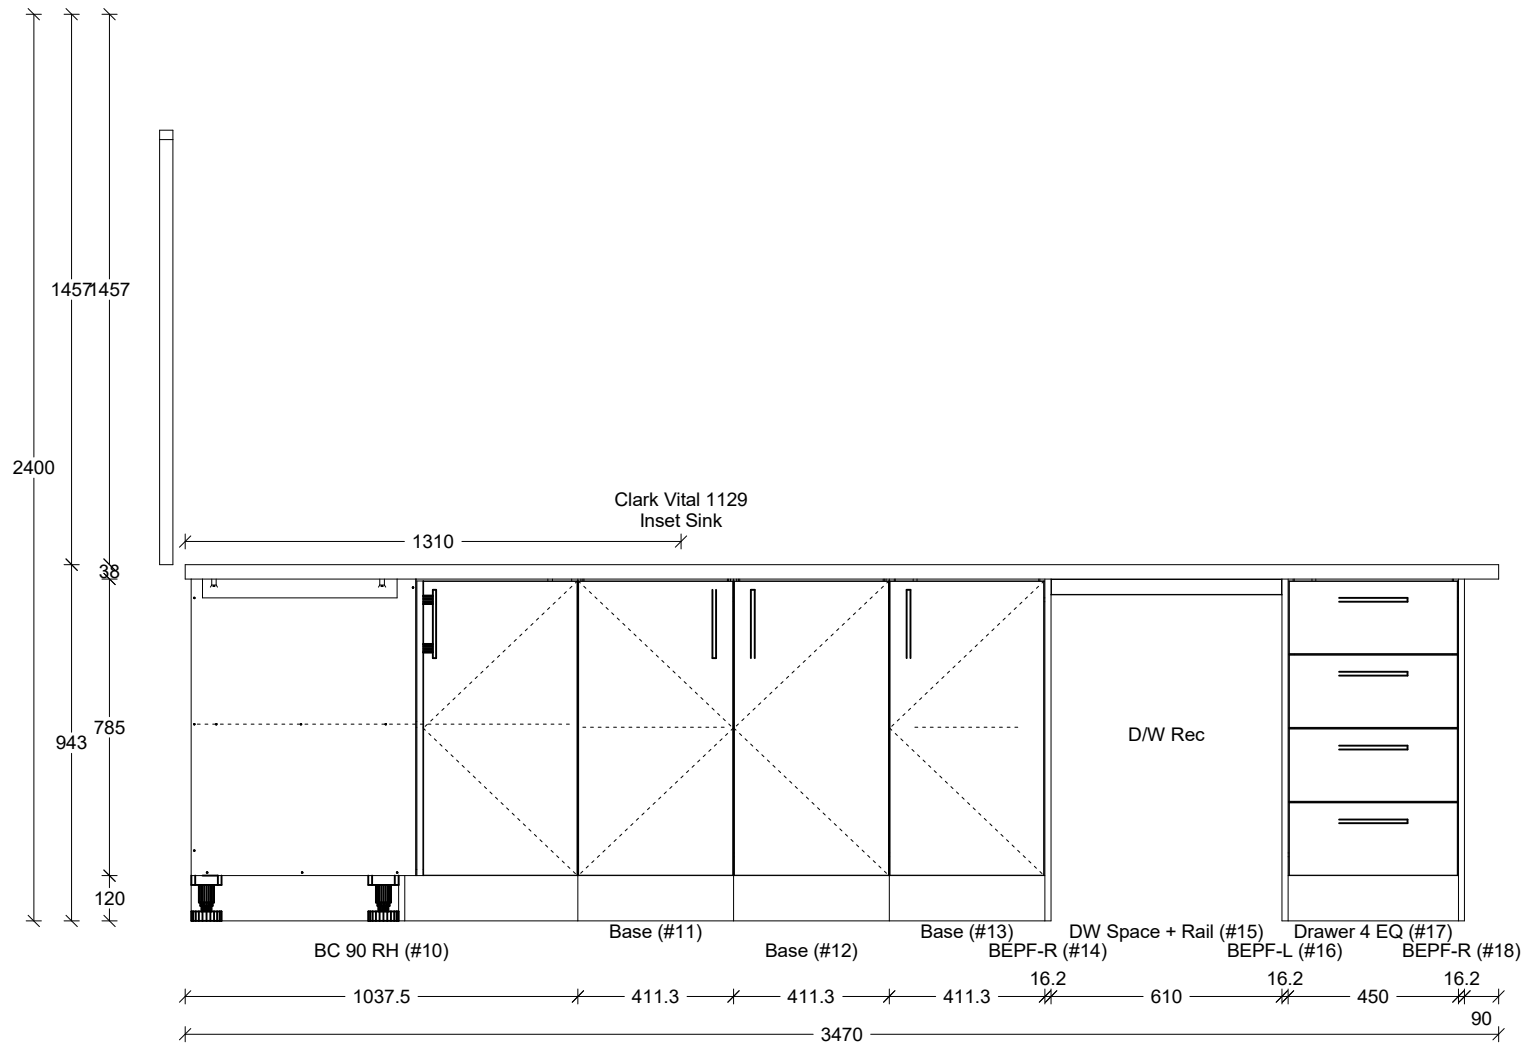 1457
1457
2400
Clark Vital 1129
Inset Sink
1310
38
785
943
D/W Rec
120
Base (#11)
Base (#13)
DW Space + Rail (#15)
Drawer 4 EQ (#17)
BC 90 RH (#10)
Base (#12)
BEPF-R (#14)
BEPF-L (#16)
BEPF-R (#18)
16.2
16.2
16.2
1037.5
411.3
411.3
411.3
610
450
90
3470